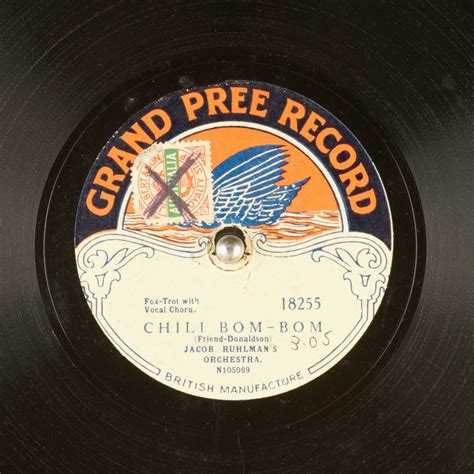 GRAND PREE RECORD
AUSTRALIA
Fox-Trot with
Vocal Chorus.
18255
CHILI BOM-BOM
(Friend-Donaldson)
3.05
JACOB RUHLMAN'S
ORCHESTRA.
N105069
BRITISH MANUFACTURE